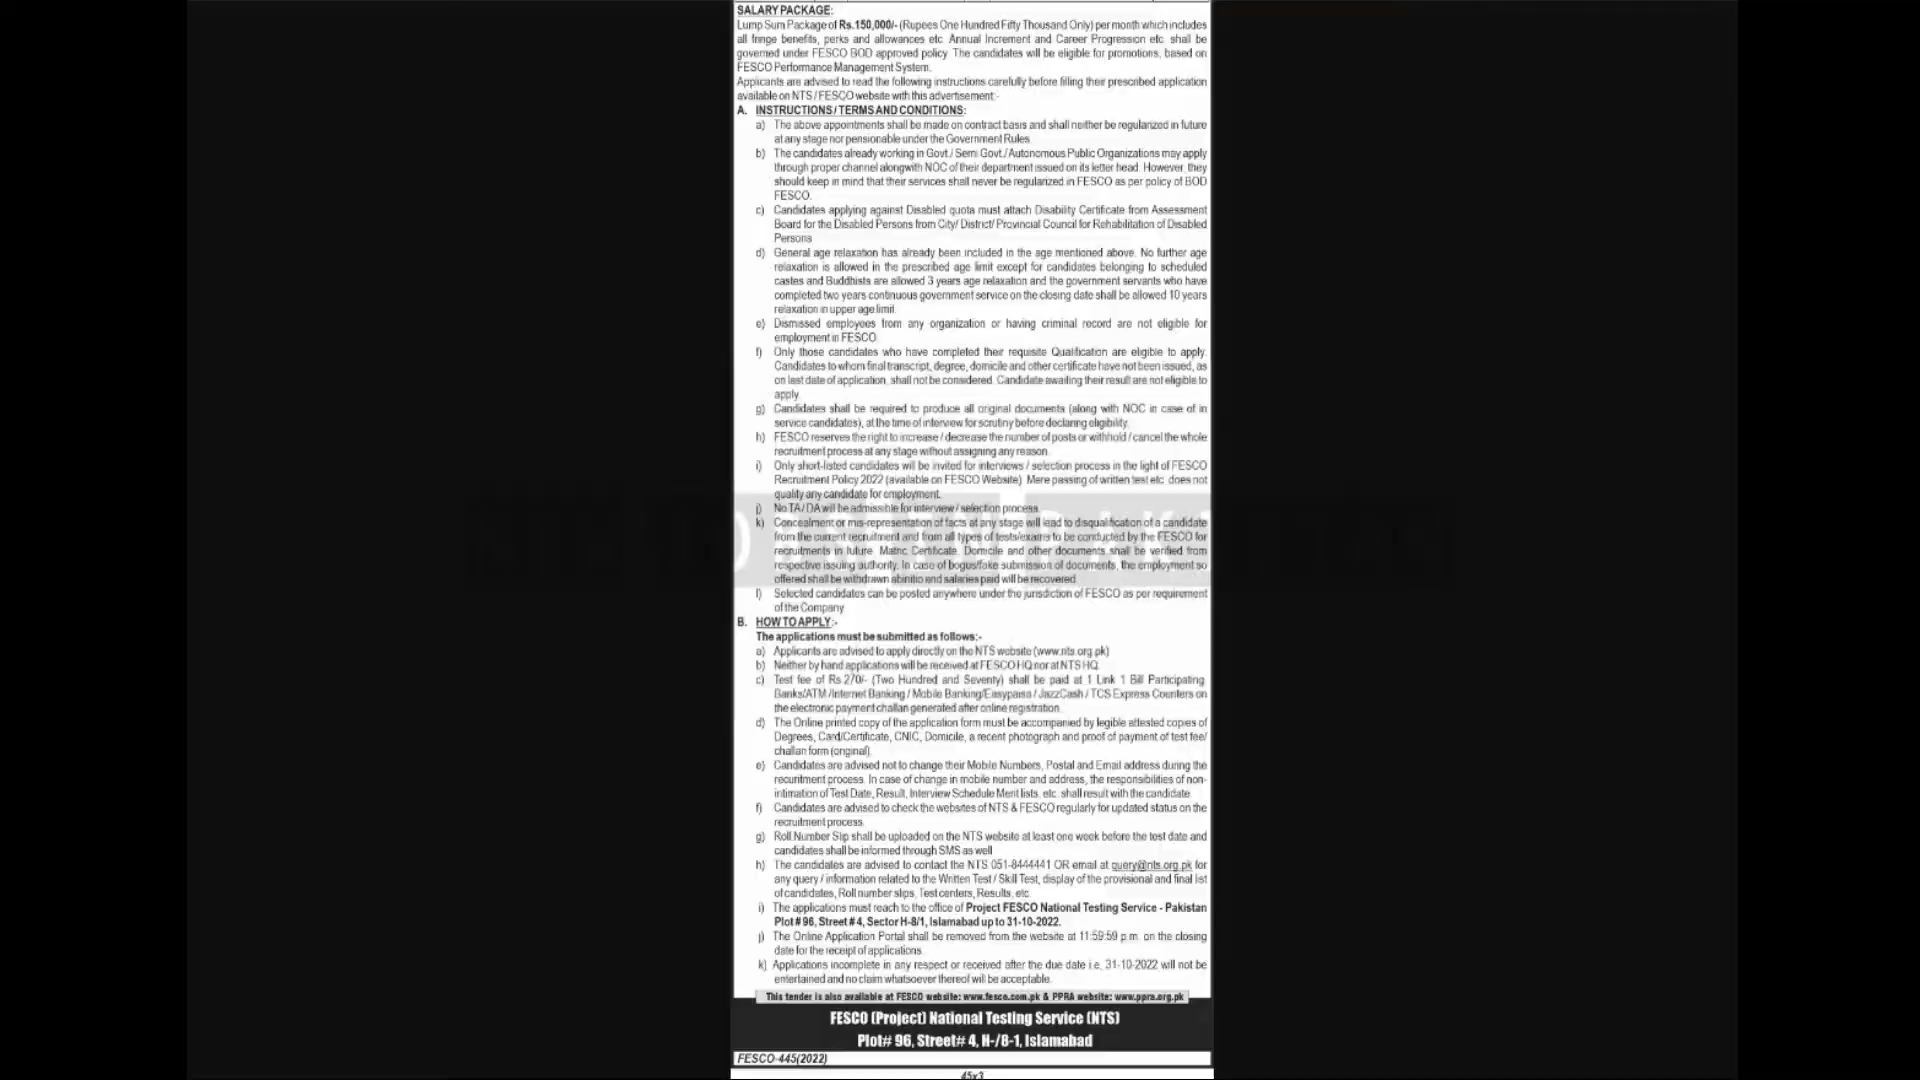 SALARY PACKAGE:
Lump Sum Package of Rs.150,000/- (Rupees One Hundred Fifty Thousand Only) per month which includes
all fringe benefits, perks and allowances etc. Annual Increment and Career Progression etc. shall be
governed under FESCO BOD approved policy. The candidates will be eligible for promotions, based on
FESCO Performance Management System.
Applicants are advised to read the following instructions carefully before filling their prescribed application
available on NTS / FESCO website with this advertisement:-
A. INSTRUCTIONS / TERMS AND CONDITIONS:
a) The above appointments shall be made on contract basis and shall neither be regularized in future
at any stage nor pensionable under the Government Rules.
b) The candidates already working in Govt./ Semi Govt./ Autonomous Public Organizations may apply
through proper channel alongwith NOC of their department issued on its letter head. However, they
should keep in mind that their services shall never be regularized in FESCO as per policy of BOD
FESCO.
c) Candidates applying against Disabled quota must attach Disability Certificate from Assessment
Board for the Disabled Persons from City/ District/ Provincial Council for Rehabilitation of Disabled
Persons
d) General age relaxation has already been included in the age mentioned above. No further age
relaxation is allowed in the prescribed age limit except for candidates belonging to scheduled
castes and Buddhists are allowed 3 years age relaxation and the government servants who have
completed two years continuous government service on the closing date shall be allowed 10 years
relaxation in upper age limit.
e) Dismissed employees from any organization or having criminal record are not eligible for
employment in FESCO.
f) Only those candidates who have completed their requisite Qualification are eligible to apply.
Candidates to whom final transcript, degree, domicile and other certificate have not been issued, as
on last date of application, shall not be considered. Candidate awaiting their result are not eligible to
apply.
g) Candidates shall be required to produce all original documents (along with NOC in case of in
service candidates), at the time of interview for scrutiny before declaring eligibility.
h) FESCO reserves the right to increase / decrease the number of posts or withhold / cancel the whole
recruitment process at any stage without assigning any reason.
i) Only short-listed candidates will be invited for interviews / selection process in the light of FESCO
Recruitment Policy 2022 (available on FESCO Website). Mere passing of written test etc. does not
qualify any candidate for employment.
j) No TA / DA will be admissible for interview / selection process.
k) Concealment or mis-representation of facts at any stage will lead to disqualification of a candidate
from the current recruitment and from all types of tests/exams to be conducted by the FESCO for
recruitments in future. Matric Certificate, Domicile and other documents shall be verified from
respective issuing authority. In case of bogus/fake submission of documents, the employment so
offered shall be withdrawn abinitio and salaries paid will be recovered.
l) Selected candidates can be posted anywhere under the jurisdiction of FESCO as per requirement
of the Company
B. HOW TO APPLY:-
The applications must be submitted as follows:-
a) Applicants are advised to apply directly on the NTS website (www.nts.org.pk)
b) Neither by hand applications will be received at FESCO HQ nor at NTS HQ.
c) Test fee of Rs 270/- (Two Hundred and Seventy) shall be paid at 1 Link 1 Bill Participating
Banks/ATM /Internet Banking / Mobile Banking/Easypaisa / JazzCash / TCS Express Counters on
the electronic payment challan generated after online registration.
d) The Online printed copy of the application form must be accompanied by legible attested copies of
Degrees, Card/Certificate, CNIC, Domicile, a recent photograph and proof of payment of test fee/
challan form (original).
e) Candidates are advised not to change their Mobile Numbers, Postal and Email address during the
recuritment process. In case of change in mobile number and address, the responsibilities of non-
intimation of Test Date, Result, Interview Schedule Merit lists, etc. shall result with the candidate.
f) Candidates are advised to check the websites of NTS & FESCO regularly for updated status on the
recruitment process.
g) Roll Number Slip shall be uploaded on the NTS website at least one week before the test date and
candidates shall be informed through SMS as well
h) The candidates are advised to contact the NTS 051-8444441 OR email at query@nts.org.pk for
any query / information related to the Written Test / Skill Test, display of the provisional and final list
of candidates, Roll number slips, Test centers, Results, etc.
i) The applications must reach to the office of Project FESCO National Testing Service - Pakistan
Plot # 96, Street # 4, Sector H-8/1, Islamabad up to 31-10-2022.
j) The Online Application Portal shall be removed from the website at 11:59:59 p.m. on the closing
date for the receipt of applications.
k) Applications incomplete in any respect or received after the due date i.e. 31-10-2022 will not be
entertained and no claim whatsoever thereof will be acceptable.
This tender is also available at FESCO website: www.fesco.com.pk & PPRA website: www.ppra.org.pk
FESCO (Project) National Testing Service (NTS)
Plot# 96, Street# 4, H-/8-1, Islamabad
FESCO-445(2022)
45x3